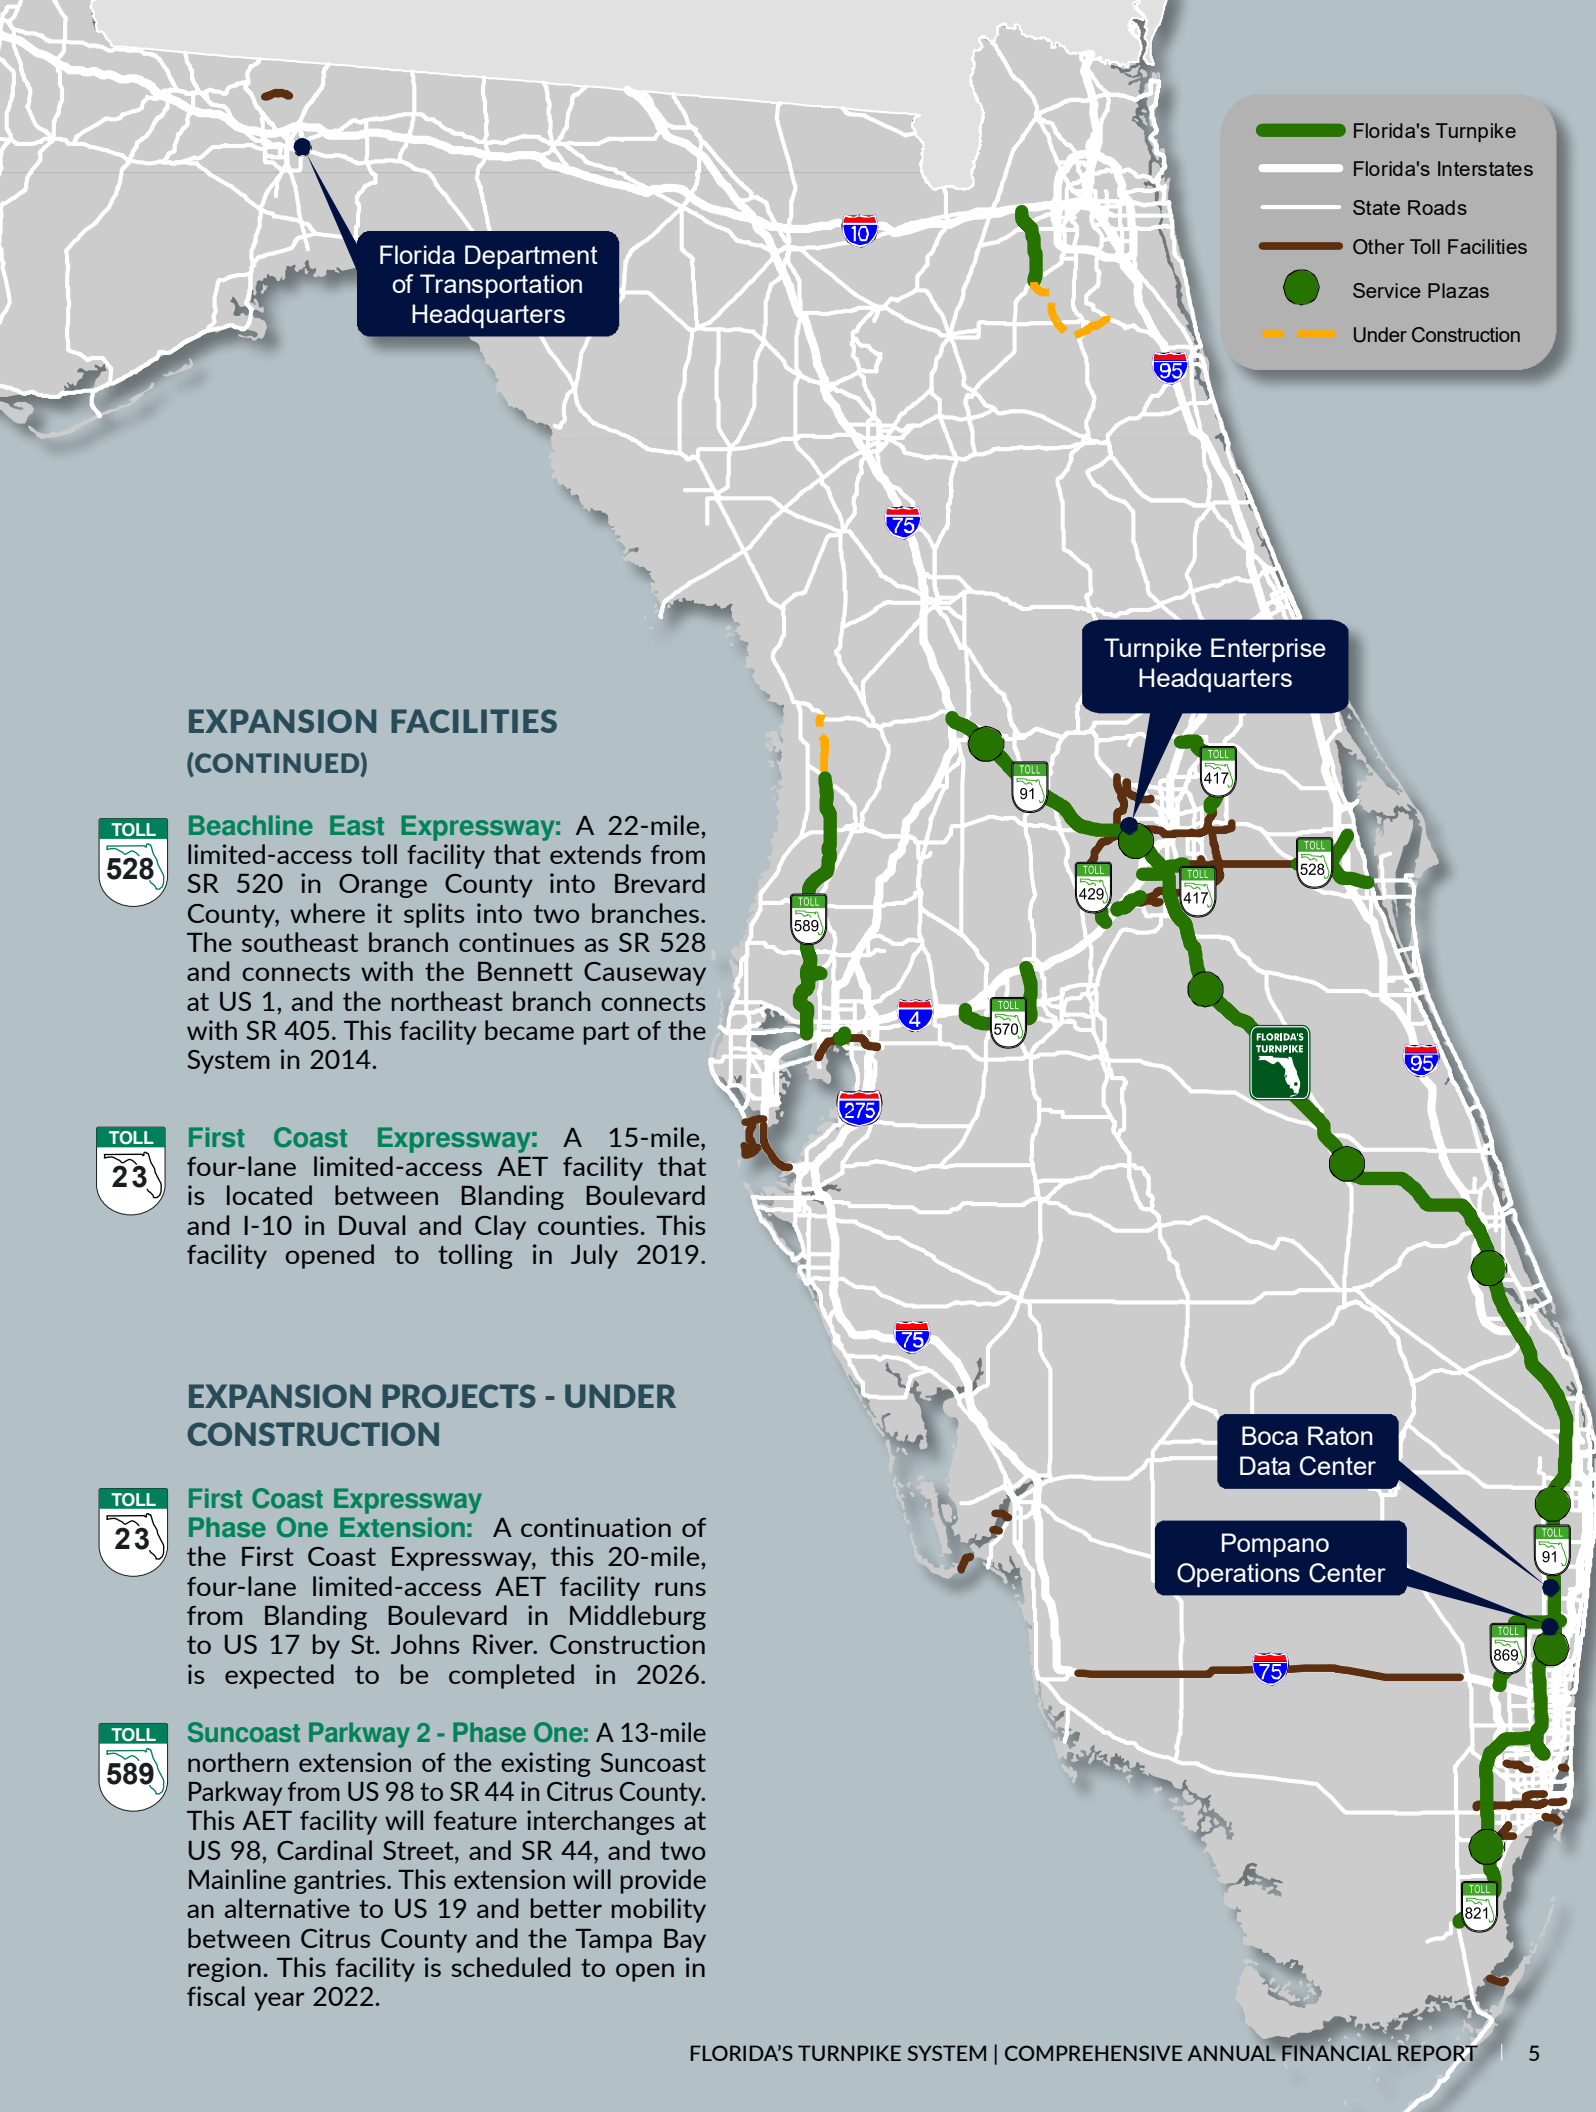 Florida's Turnpike
Florida's Interstates
State Roads
Other Toll Facilities
Service Plazas
Under Construction
10
Florida Department
of Transportation
Headquarters
95
75
Turnpike Enterprise
Headquarters
TOLL
417
TOLL
91
TOLL
528
TOLL
429
TOLL
417
TOLL
589
4
TOLL
570
FLORIDA'S
TURNPIKE
95
275
75
Boca Raton
Data Center
Pompano
Operations Center
TOLL
91
TOLL
869
75
TOLL
821
EXPANSION FACILITIES
(CONTINUED)
TOLL
528
Beachline East Expressway: A 22-mile,
limited-access toll facility that extends from
SR 520 in Orange County into Brevard
County, where it splits into two branches.
The southeast branch continues as SR 528
and connects with the Bennett Causeway
at US 1, and the northeast branch connects
with SR 405. This facility became part of the
System in 2014.
TOLL
23
First Coast Expressway: A 15-mile,
four-lane limited-access AET facility that
is located between Blanding Boulevard
and I-10 in Duval and Clay counties. This
facility opened to tolling in July 2019.
EXPANSION PROJECTS - UNDER
CONSTRUCTION
TOLL
23
First Coast Expressway
Phase One Extension: A continuation of
the First Coast Expressway, this 20-mile,
four-lane limited-access AET facility runs
from Blanding Boulevard in Middleburg
to US 17 by St. Johns River. Construction
is expected to be completed in 2026.
TOLL
589
Suncoast Parkway 2 - Phase One: A 13-mile
northern extension of the existing Suncoast
Parkway from US 98 to SR 44 in Citrus County.
This AET facility will feature interchanges at
US 98, Cardinal Street, and SR 44, and two
Mainline gantries. This extension will provide
an alternative to US 19 and better mobility
between Citrus County and the Tampa Bay
region. This facility is scheduled to open in
fiscal year 2022.
FLORIDA'S TURNPIKE SYSTEM | COMPREHENSIVE ANNUAL FINANCIAL REPORT | 5